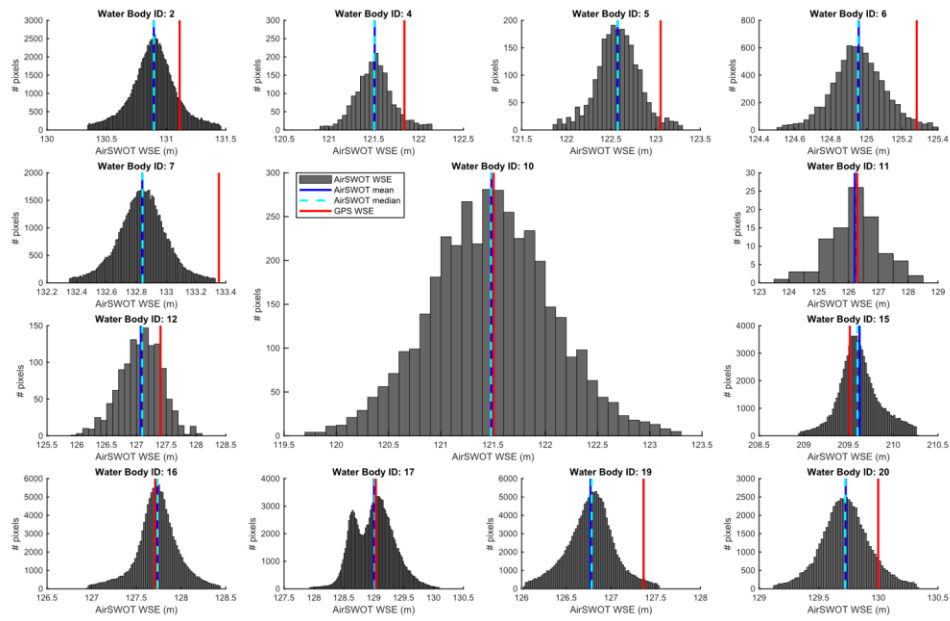 Water Body ID: 2
# pixels
3000
2500
2000
1500
1000
500
0
130 130.5 131 131.5
AirSWOT WSE (m)
Water Body ID: 4
# pixels
300
200
100
0
120.5 121 121.5 122 122.5
AirSWOT WSE (m)
Water Body ID: 5
# pixels
200
150
100
50
0
121.5 122 122.5 123 123.5
AirSWOT WSE (m)
Water Body ID: 6
# pixels
800
600
400
200
0
124.4 124.6 124.8 125 125.2 125.4
AirSWOT WSE (m)
Water Body ID: 7
# pixels
2000
1500
1000
500
0
132.2 132.4 132.6 132.8 133 133.2 133.4
AirSWOT WSE (m)
Water Body ID: 10
AirSWOT WSE
AirSWOT mean
AirSWOT median
GPS WSE
# pixels
300
250
200
150
100
50
0
119.5 120 120.5 121 121.5 122 122.5 123 123.5
AirSWOT WSE (m)
Water Body ID: 11
# pixels
30
25
20
15
10
5
0
123 124 125 126 127 128 129
AirSWOT WSE (m)
Water Body ID: 12
# pixels
150
100
50
0
125.5 126 126.5 127 127.5 128 128.5
AirSWOT WSE (m)
Water Body ID: 15
# pixels
4000
3000
2000
1000
0
208.5 209 209.5 210 210.5
AirSWOT WSE (m)
Water Body ID: 16
# pixels
6000
5000
4000
3000
2000
1000
0
126.5 127 127.5 128 128.5
AirSWOT WSE (m)
Water Body ID: 17
# pixels
4000
3000
2000
1000
0
127.5 128 128.5 129 129.5 130 130.5
AirSWOT WSE (m)
Water Body ID: 19
# pixels
6000
5000
4000
3000
2000
1000
0
126 126.5 127 127.5 128
AirSWOT WSE (m)
Water Body ID: 20
# pixels
3000
2500
2000
1500
1000
500
0
129 129.5 130 130.5
AirSWOT WSE (m)